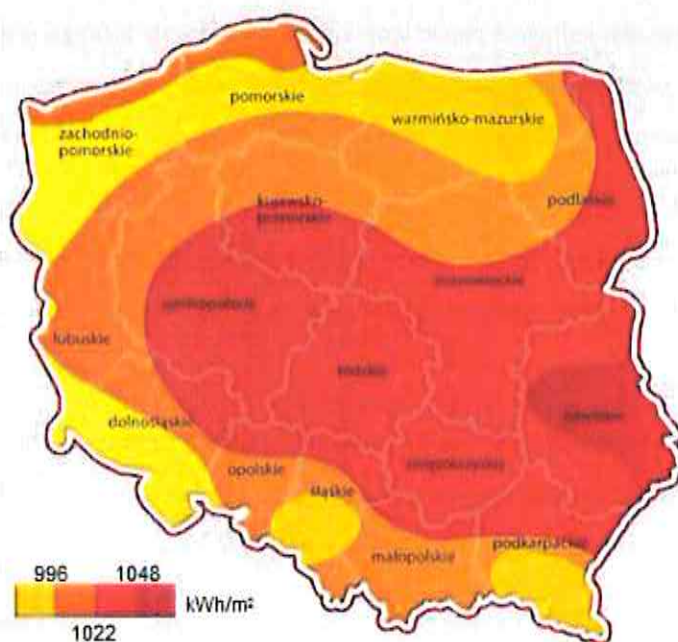 pomorskie
zachodnio-
pomorskie
warmińsko-mazurskie
kujawsko-
pomorskie
podlaskie
mazowieckie
wielkopolskie
lubuskie
łódzkie
lubelskie
dolnośląskie
opolskie
świętokrzyskie
śląskie
małopolskie
podkarpackie
996
1048
kWh/m²
1022